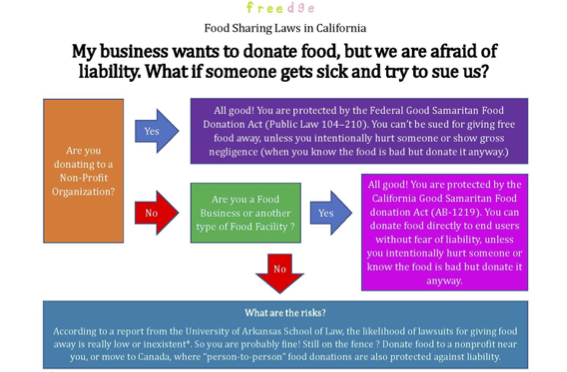 freedge
Food Sharing Laws in California
My business wants to donate food, but we are afraid of
liability. What if someone gets sick and try to sue us?
Are you
donating to a
Non-Profit
Organization?
Yes
All good! You are protected by the Federal Good Samaritan Food
Donation Act (Public Law 104–210). You can't be sued for giving free
food away, unless you intentionally hurt someone or show gross
negligence (when you know the food is bad but donate it anyway.)
No
Are you a Food
Business or another
type of Food Facility ?
Yes
All good! You are protected by the
California Good Samaritan Food
donation Act (AB-1219). You can
donate food directly to end users
without fear of liability, unless
you intentionally hurt someone or
know the food is bad but donate it
anyway.
No
What are the risks?
According to a report from the University of Arkansas School of Law, the likelihood of lawsuits for giving food
away is really low or inexistent*. So you are probably fine! Still on the fence ? Donate food to a nonprofit near
you, or move to Canada, where "person-to-person" food donations are also protected against liability.